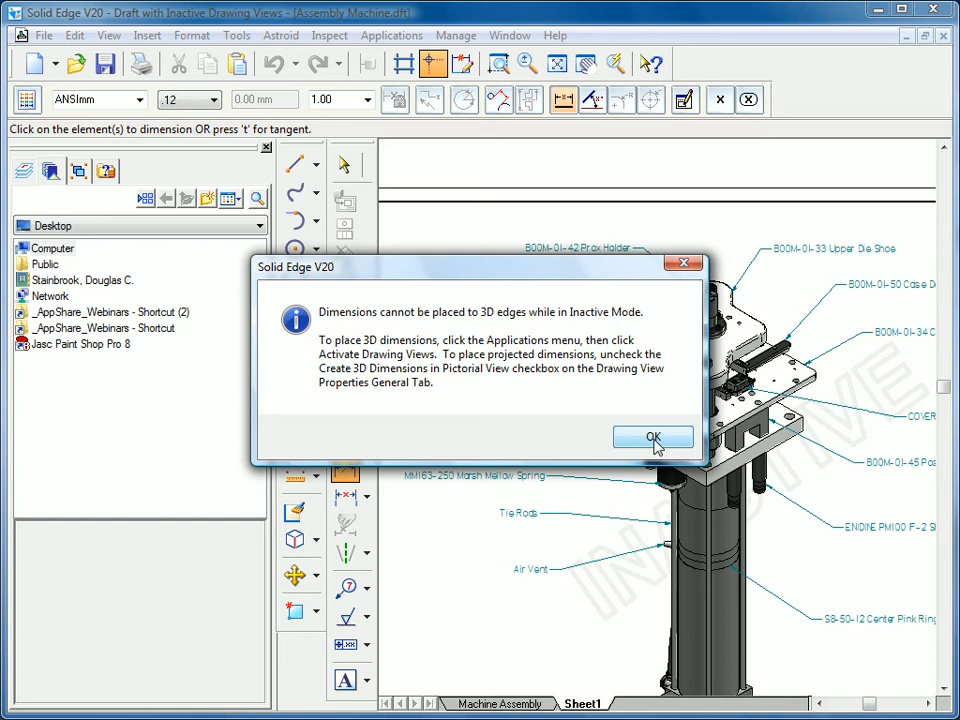 Solid Edge V20 - Draft with Inactive Drawing Views - [Assembly Machine.dft]
File Edit View Insert Format Tools Astroid Inspect Applications Manage Window Help
ANSImm .12 0.00 mm 1.00
Click on the element(s) to dimension OR press 't' for tangent.
Desktop
Computer
Public
Stainbrook, Douglas C.
Network
_AppShare_Webinars - Shortcut (2)
_AppShare_Webinars - Shortcut
Jasc Paint Shop Pro 8
B00M-01-42 Prox Holder
B00M-01-33 Upper Die Shoe
B00M-01-50 Case D
B00M-01-34 C
COVER
B00M-01-45 Pos
ENIDINE PM100 F-2 S
S8-50-12 Center Pink Ring
MM163-250 Marsh Mellow Spring
Tie Rods
Air Vent
INACTIVE
Solid Edge V20
Dimensions cannot be placed to 3D edges while in Inactive Mode.
To place 3D dimensions, click the Applications menu, then click
Activate Drawing Views. To place projected dimensions, uncheck the
Create 3D Dimensions in Pictorial View checkbox on the Drawing View
Properties General Tab.
OK
A
Machine Assembly Sheet1